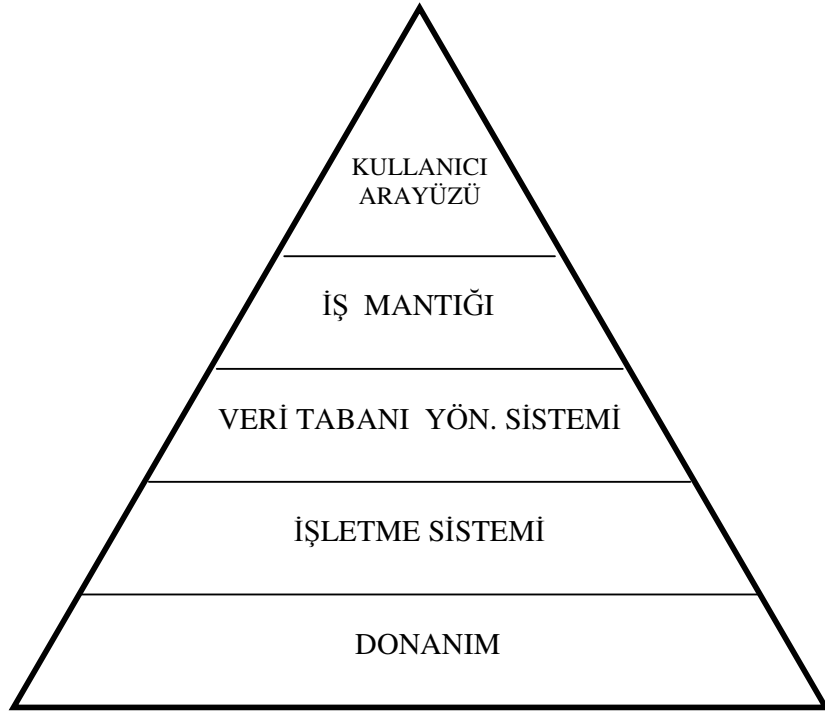 KULLANICI
ARAYÜZÜ
İŞ MANTIĞI
VERİ TABANI YÖN. SİSTEMİ
İŞLETME SİSTEMİ
DONANIM